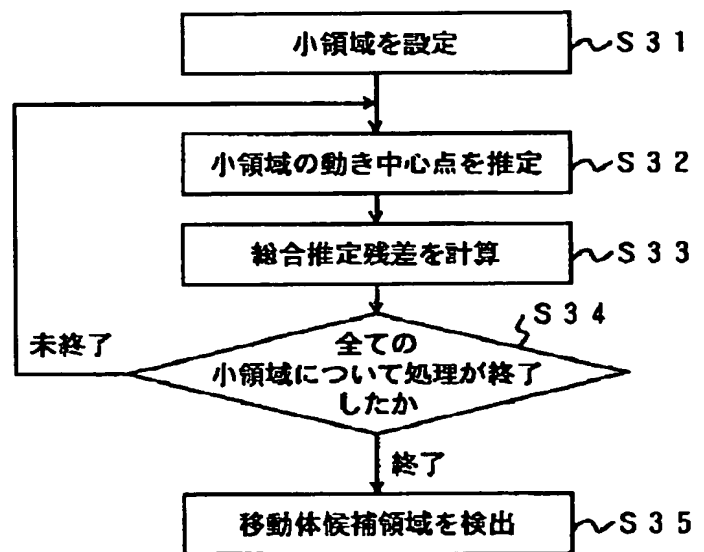 小領域を設定
S31
小領域の動き中心点を推定
S32
総合推定残差を計算
S33
S34
未終了
全ての
小領域について処理が終了
したか
終了
移動体候補領域を検出
S35